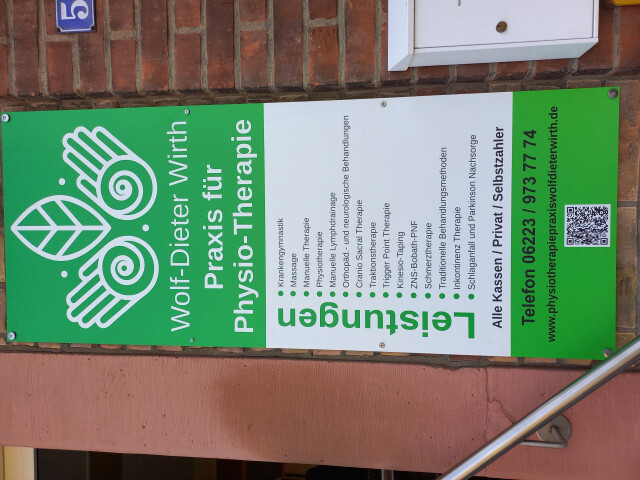 5
Wolf-Dieter Wirth
Praxis für
Physio-Therapie
Leistungen
Krankengymnastik
Massage
Manuelle Therapie
Physiotherapie
Manuelle Lymphdrainage
Orthopäd.- und neurologische Behandlungen
Cranio Sacral Therapie
Traktionstherapie
Trigger Point Therapie
Kinesio-Taping
ZNS-Bobath-PNF
Schmerztherapie
Traditionelle Behandlungsmethoden
Inkontinenz Therapie
Schlaganfall und Parkinson Nachsorge
Alle Kassen / Privat / Selbstzahler
Telefon 06223 / 973 77 74
www.physiotherapiepraxiswolfdieterwirth.de